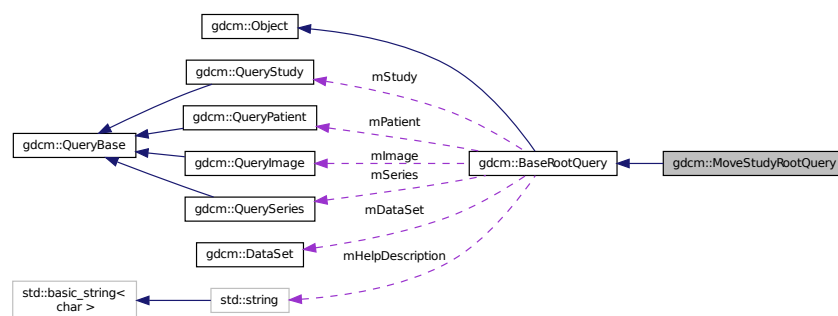 gdcm::Object
gdcm::QueryStudy
mStudy
gdcm::QueryPatient
mPatient
gdcm::QueryBase
gdcm::QueryImage
mImage
gdcm::BaseRootQuery
gdcm::MoveStudyRootQuery
mSeries
gdcm::QuerySeries
mDataSet
gdcm::DataSet
mHelpDescription
std::basic_string<
char >
std::string